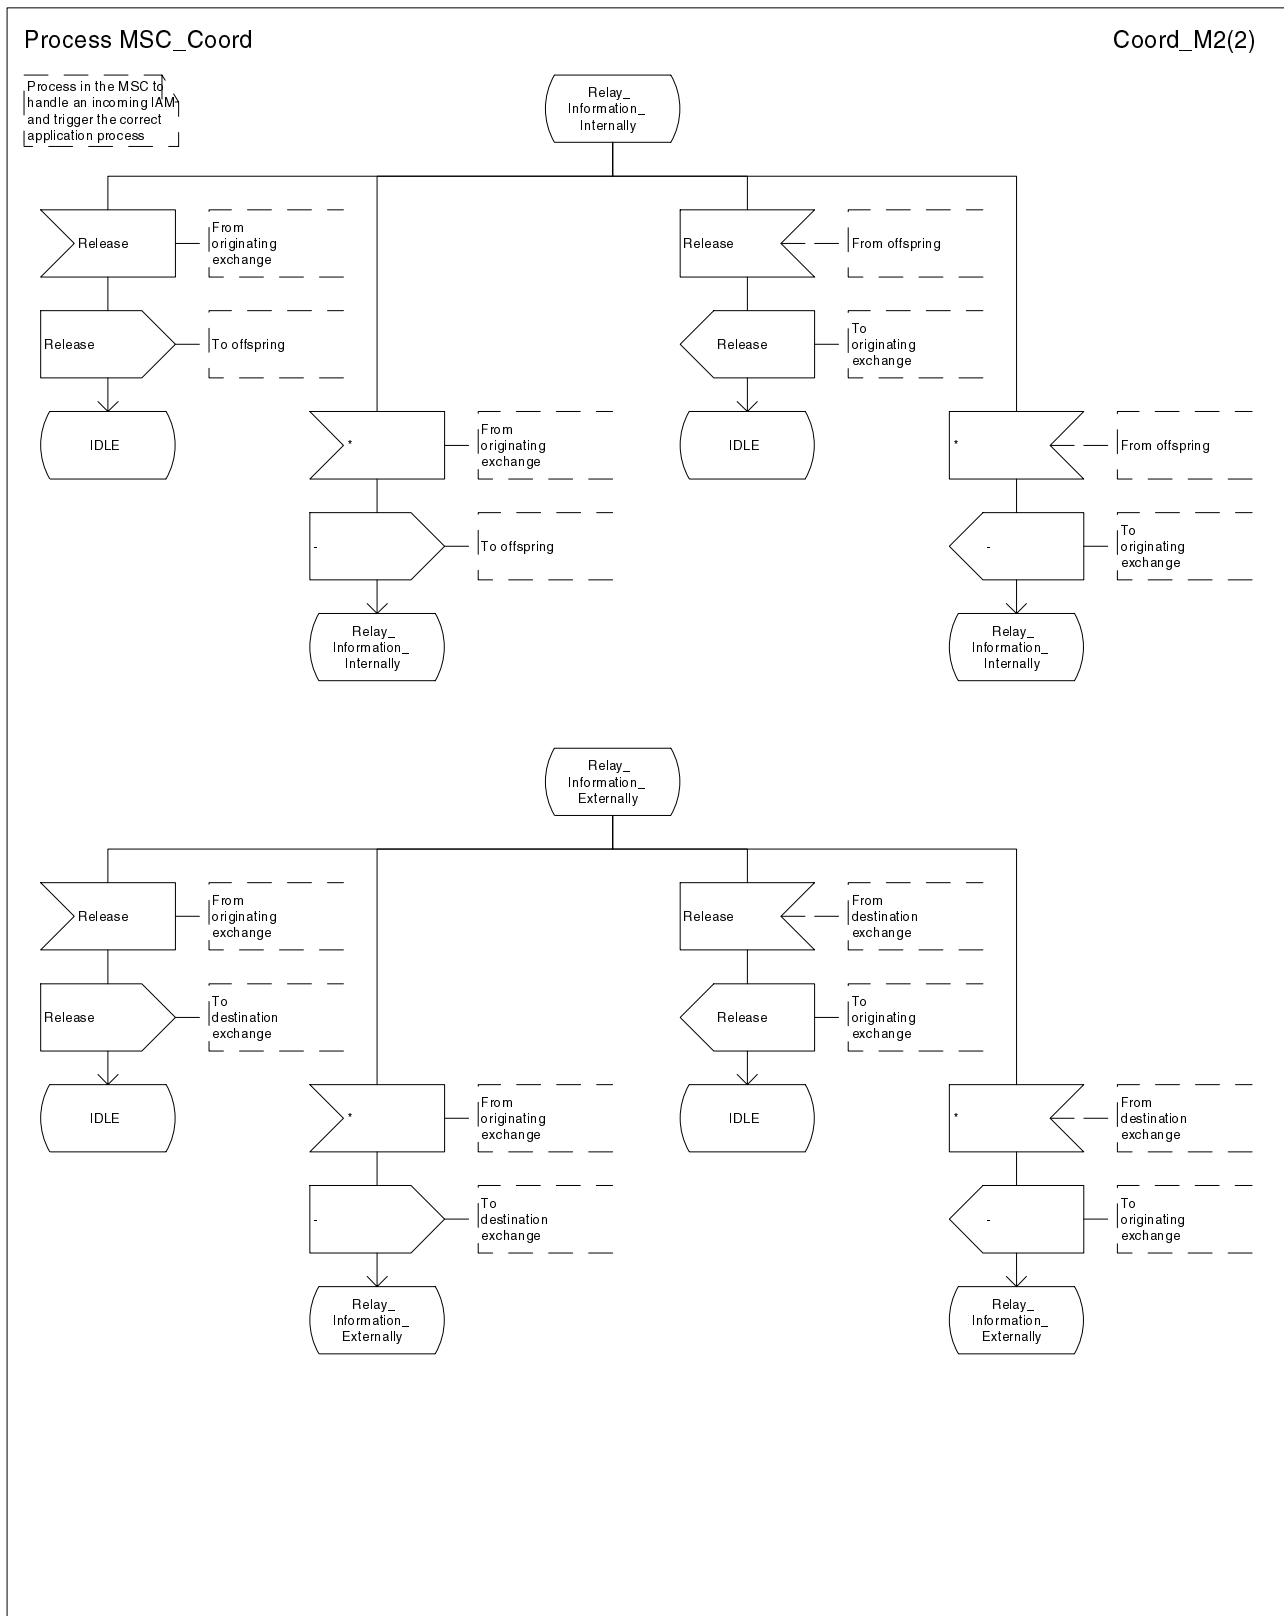 Process MSC_Coord
Coord_M2(2)
Process in the MSC to
handle an incoming IAM
and trigger the correct
application process
Relay_
Information_
Internally
Release
From
originating
exchange
Release
From offspring
Release
To offspring
Release
To
originating
exchange
IDLE
*
From
originating
exchange
IDLE
*
From offspring
-
To offspring
-
To
originating
exchange
Relay_
Information_
Internally
Relay_
Information_
Internally
Relay_
Information_
Externally
Release
From
originating
exchange
Release
From
destination
exchange
Release
To
destination
exchange
Release
To
originating
exchange
IDLE
*
From
originating
exchange
IDLE
*
From
destination
exchange
-
To
destination
exchange
-
To
originating
exchange
Relay_
Information_
Externally
Relay_
Information_
Externally